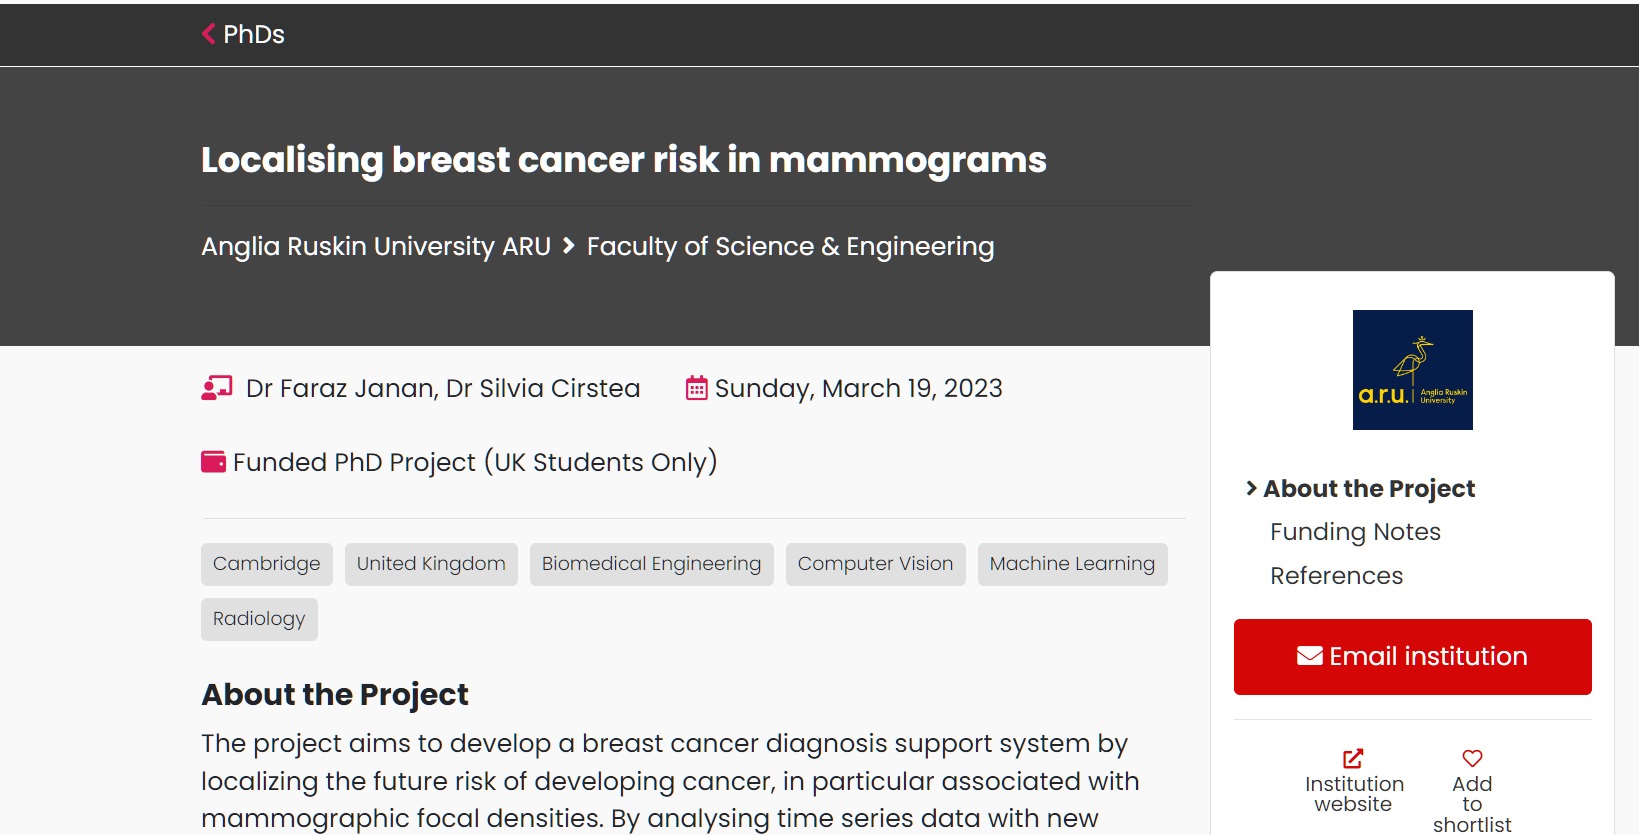 PhDs
Localising breast cancer risk in mammograms
Anglia Ruskin University ARU > Faculty of Science & Engineering
Dr Faraz Janan, Dr Silvia Cirstea
Sunday, March 19, 2023
Funded PhD Project (UK Students Only)
Cambridge
United Kingdom
Biomedical Engineering
Computer Vision
Machine Learning
Radiology
About the Project
The project aims to develop a breast cancer diagnosis support system by
localizing the future risk of developing cancer, in particular associated with
mammographic focal densities. By analysing time series data with new
a.r.u.
Anglia Ruskin
University
> About the Project
Funding Notes
References
Email institution
Institution
website
Add
to
shortlist